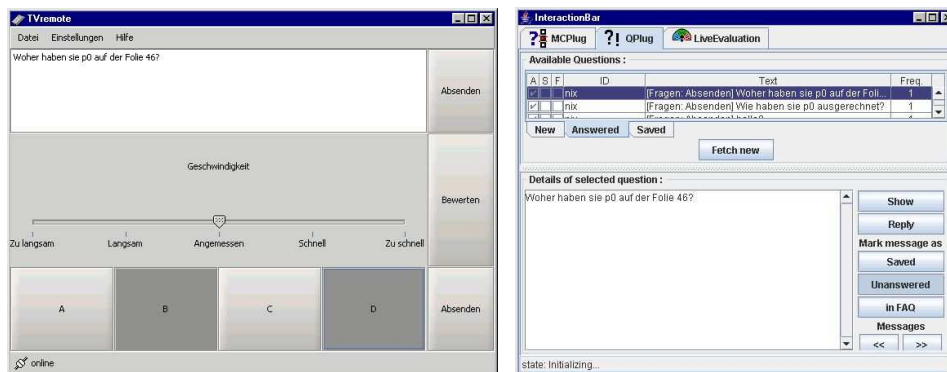 TVremote
Datei Einstellungen Hilfe
Woher haben sie p0 auf der Folie 46?
Absenden
Geschwindigkeit
Bewerten
Zu langsam Langsam Angemessen Schnell Zu schnell
A B C D Absenden
online
InteractionBar
MCPlug QPlug LiveEvaluation
Available Questions :
A S F ID Text Freq.
nix [Fragen: Absenden] Woher haben sie p0 auf der Foli... 1
nix [Fragen: Absenden] Wie haben sie p0 ausgerechnet? 1
New Answered Saved
Fetch new
Details of selected question :
Woher haben sie p0 auf der Folie 46?
Show
Reply
Mark message as
Saved
Unanswered
in FAQ
Messages
<< >>
state: Initializing...